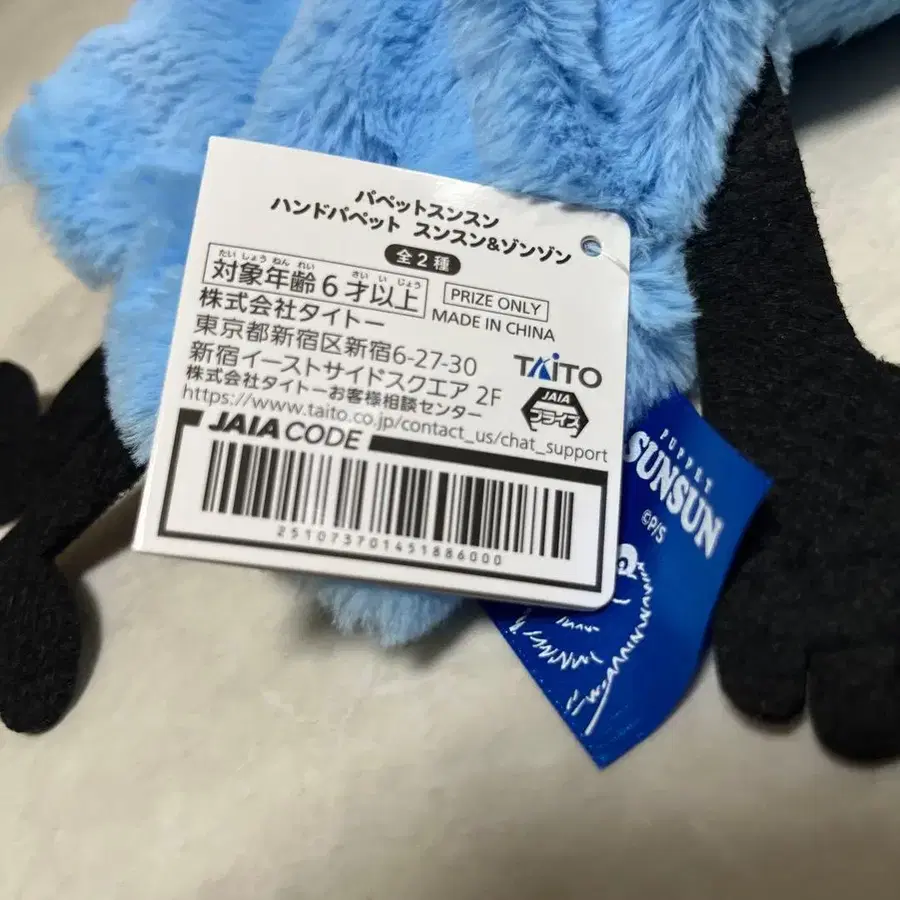 パペットスンスン
ハンドパペット スンスン&ゾンゾン
全2種
たいしょうねんれい さいいじょう
対象年齢6才以上
PRIZE ONLY
MADE IN CHINA
株式会社タイトー
東京都新宿区新宿6-27-30
新宿イーストサイドスクエア 2F
株式会社タイトーお客様相談センター
https://www.taito.co.jp/contact_us/chat_support
TAITO
JAIA
プライズ
JAIA CODE
251073701451886000
PUPPET
SUNSUN
©P/S